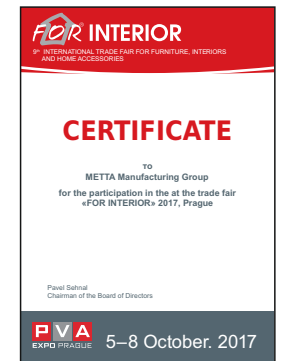 FOR INTERIOR
9th INTERNATIONAL TRADE FAIR FOR FURNITURE, INTERIORS
AND HOME ACCESSORIES
CERTIFICATE
TO
METTA Manufacturing Group
for the participation in the at the trade fair
«FOR INTERIOR» 2017, Prague
Pavel Sehnal
Chairman of the Board of Directors
PVA
EXPO PRAGUE
5–8 October. 2017